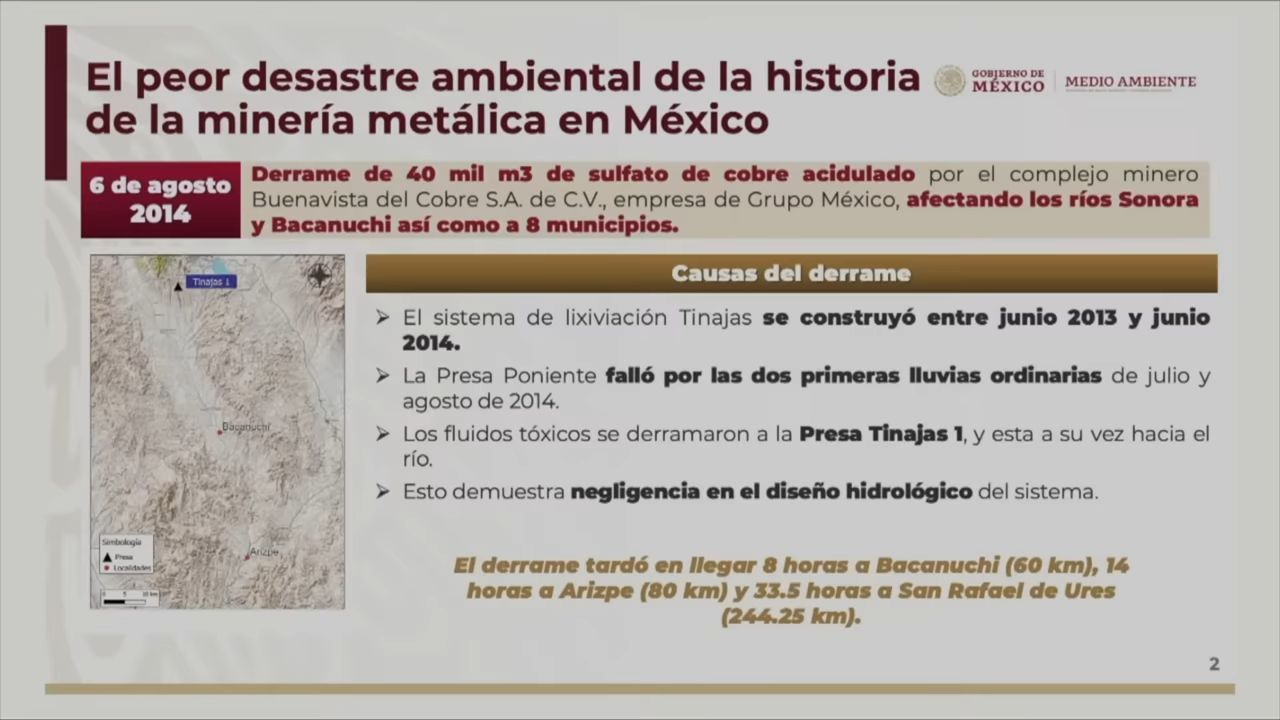 El peor desastre ambiental de la historia
de la minería metálica en México
GOBIERNO DE
MÉXICO
MEDIO AMBIENTE
6 de agosto
2014
Derrame de 40 mil m3 de sulfato de cobre acidulado por el complejo minero
Buenavista del Cobre S.A. de C.V., empresa de Grupo México, afectando los ríos Sonora
y Bacanuchi así como a 8 municipios.
Tinajas 1
Bacanuchi
Arizpe
Simbología
Presa
Localidades
0 5 10 km
Causas del derrame
➤ El sistema de lixiviación Tinajas se construyó entre junio 2013 y junio
2014.
➤ La Presa Poniente falló por las dos primeras lluvias ordinarias de julio y
agosto de 2014.
➤ Los fluidos tóxicos se derramaron a la Presa Tinajas 1, y esta a su vez hacia el
río.
➤ Esto demuestra negligencia en el diseño hidrológico del sistema.
El derrame tardó en llegar 8 horas a Bacanuchi (60 km), 14
horas a Arizpe (80 km) y 33.5 horas a San Rafael de Ures
(244.25 km).
2